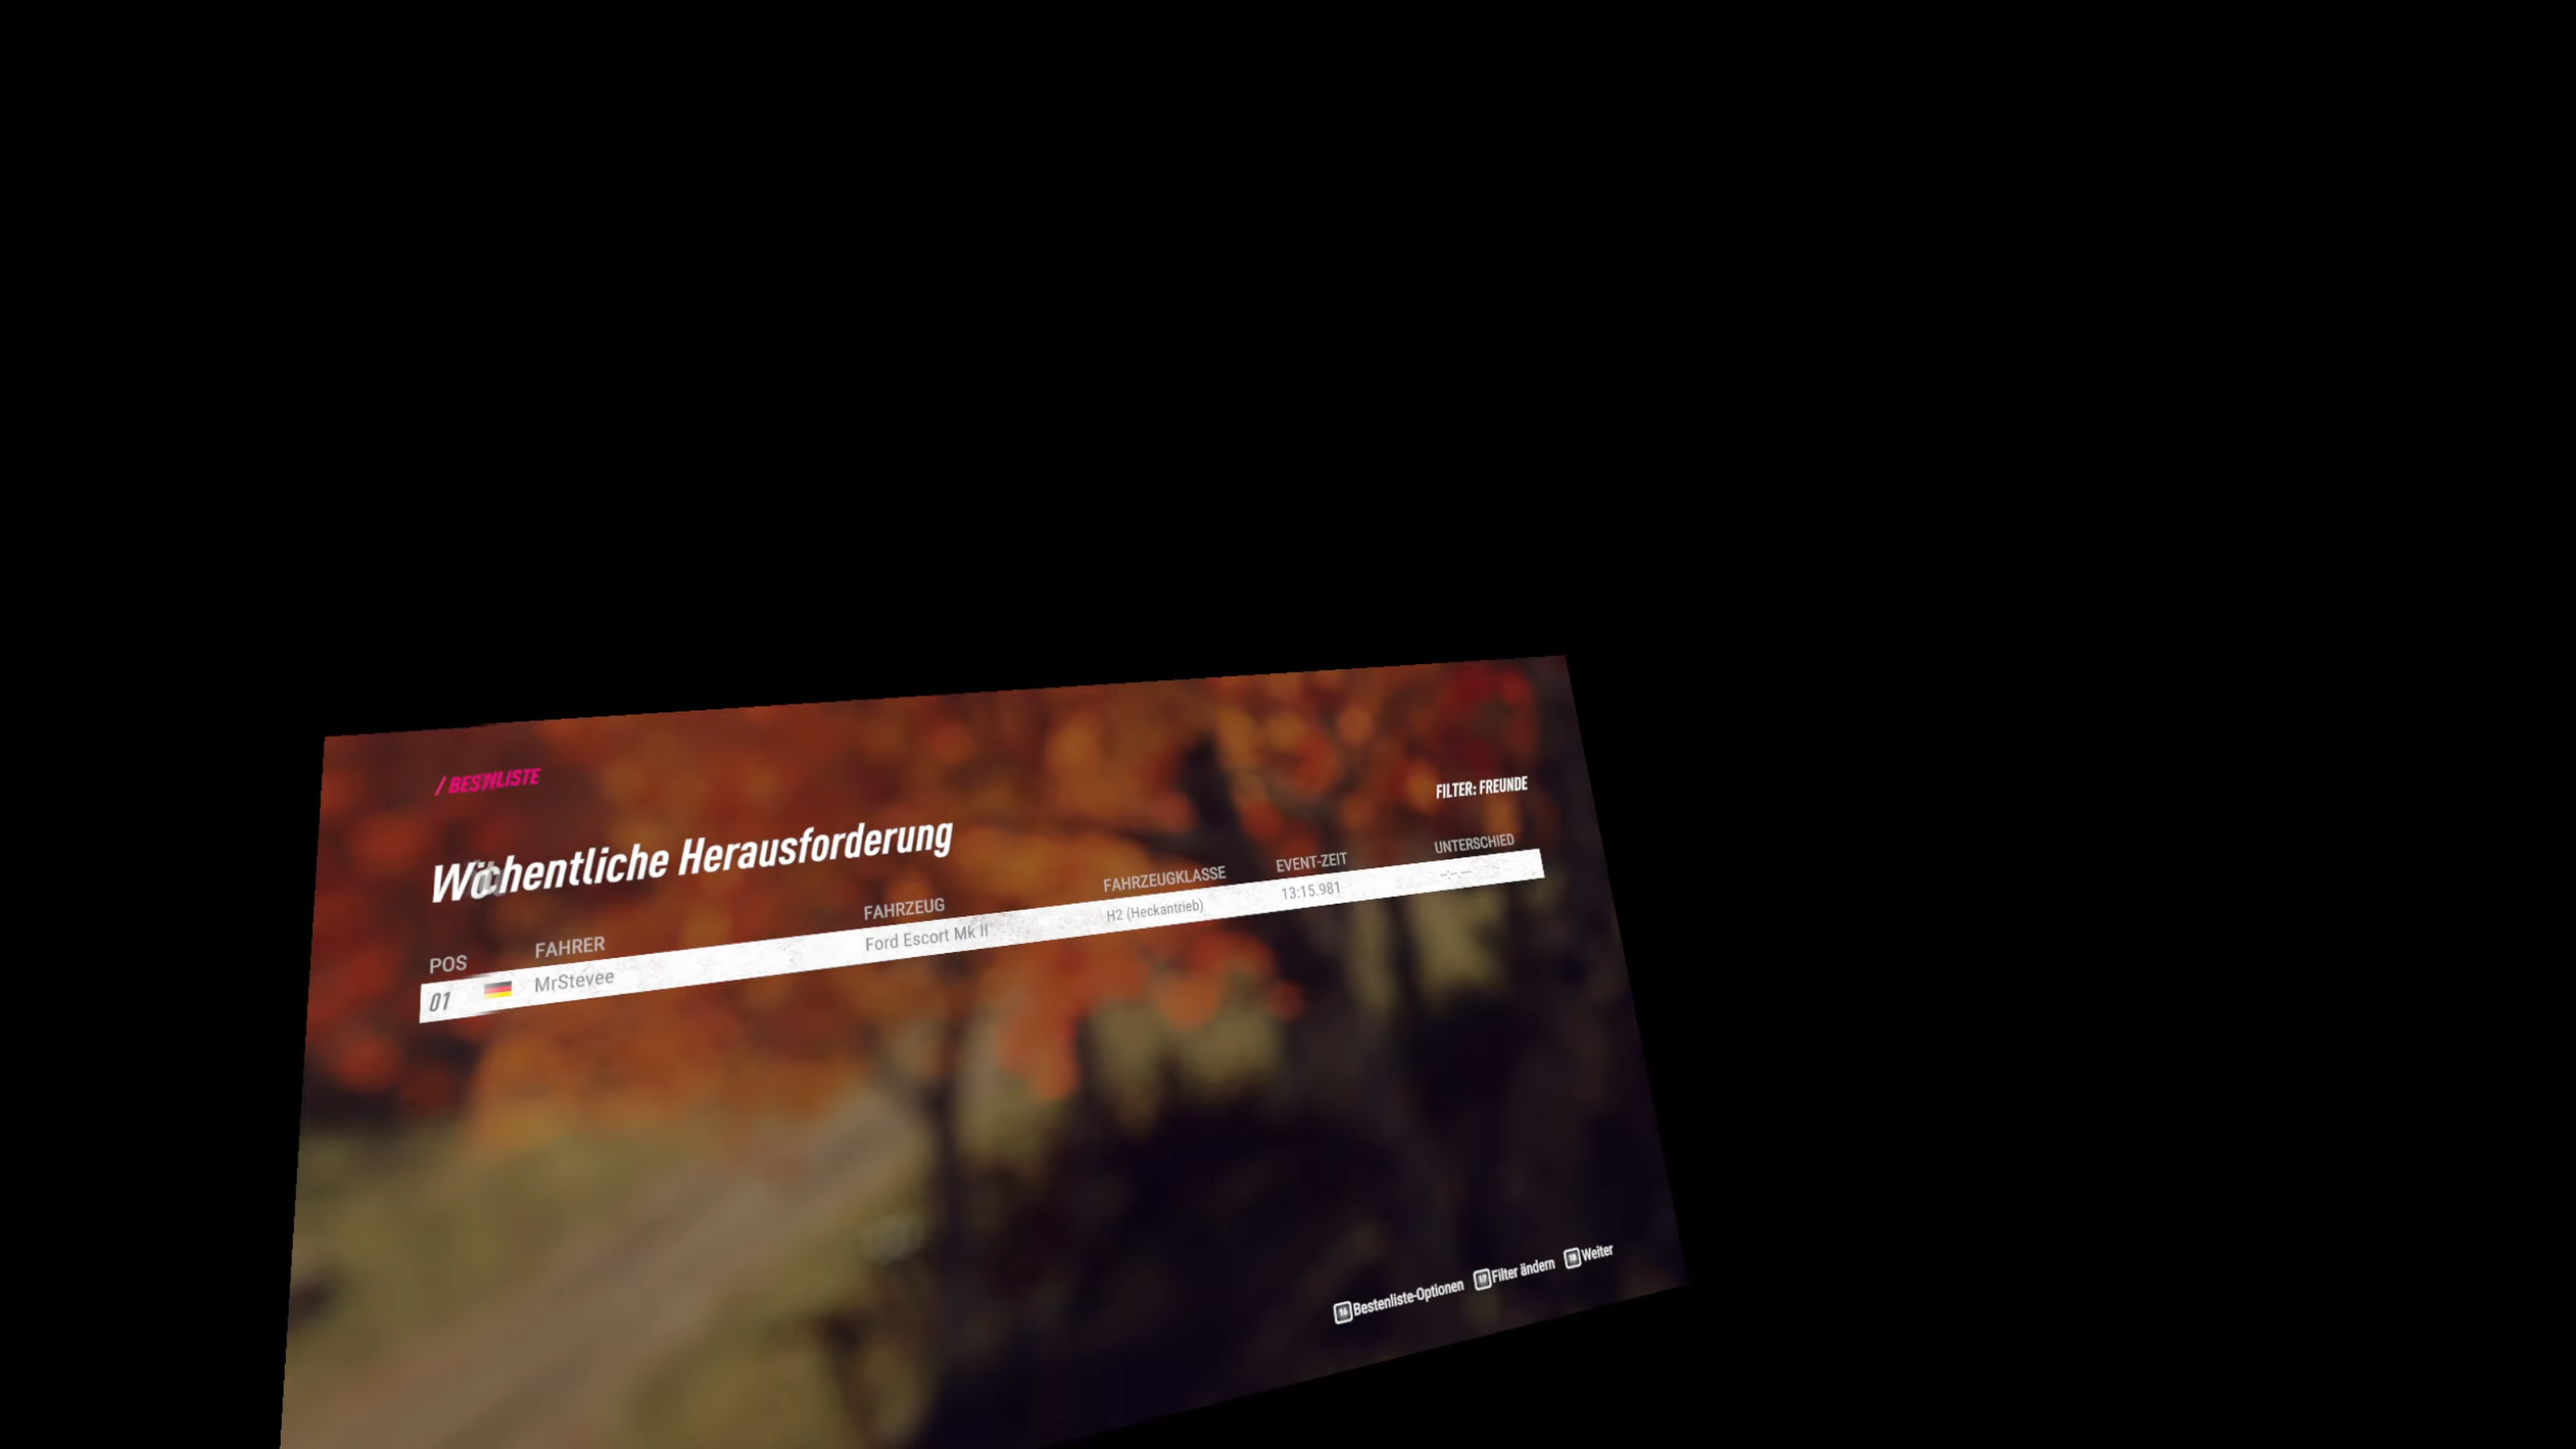 / BESTNLISTE
Wöchentliche Herausforderung
FILTER: FREUNDE
POS FAHRER FAHRZEUG FAHRZEUGKLASSE EVENT-ZEIT UNTERSCHIED
01 MrStevee Ford Escort Mk II H2 (Heckantrieb) 13:15.981 --:--.---
Bestenliste-Optionen Filter ändern Weiter